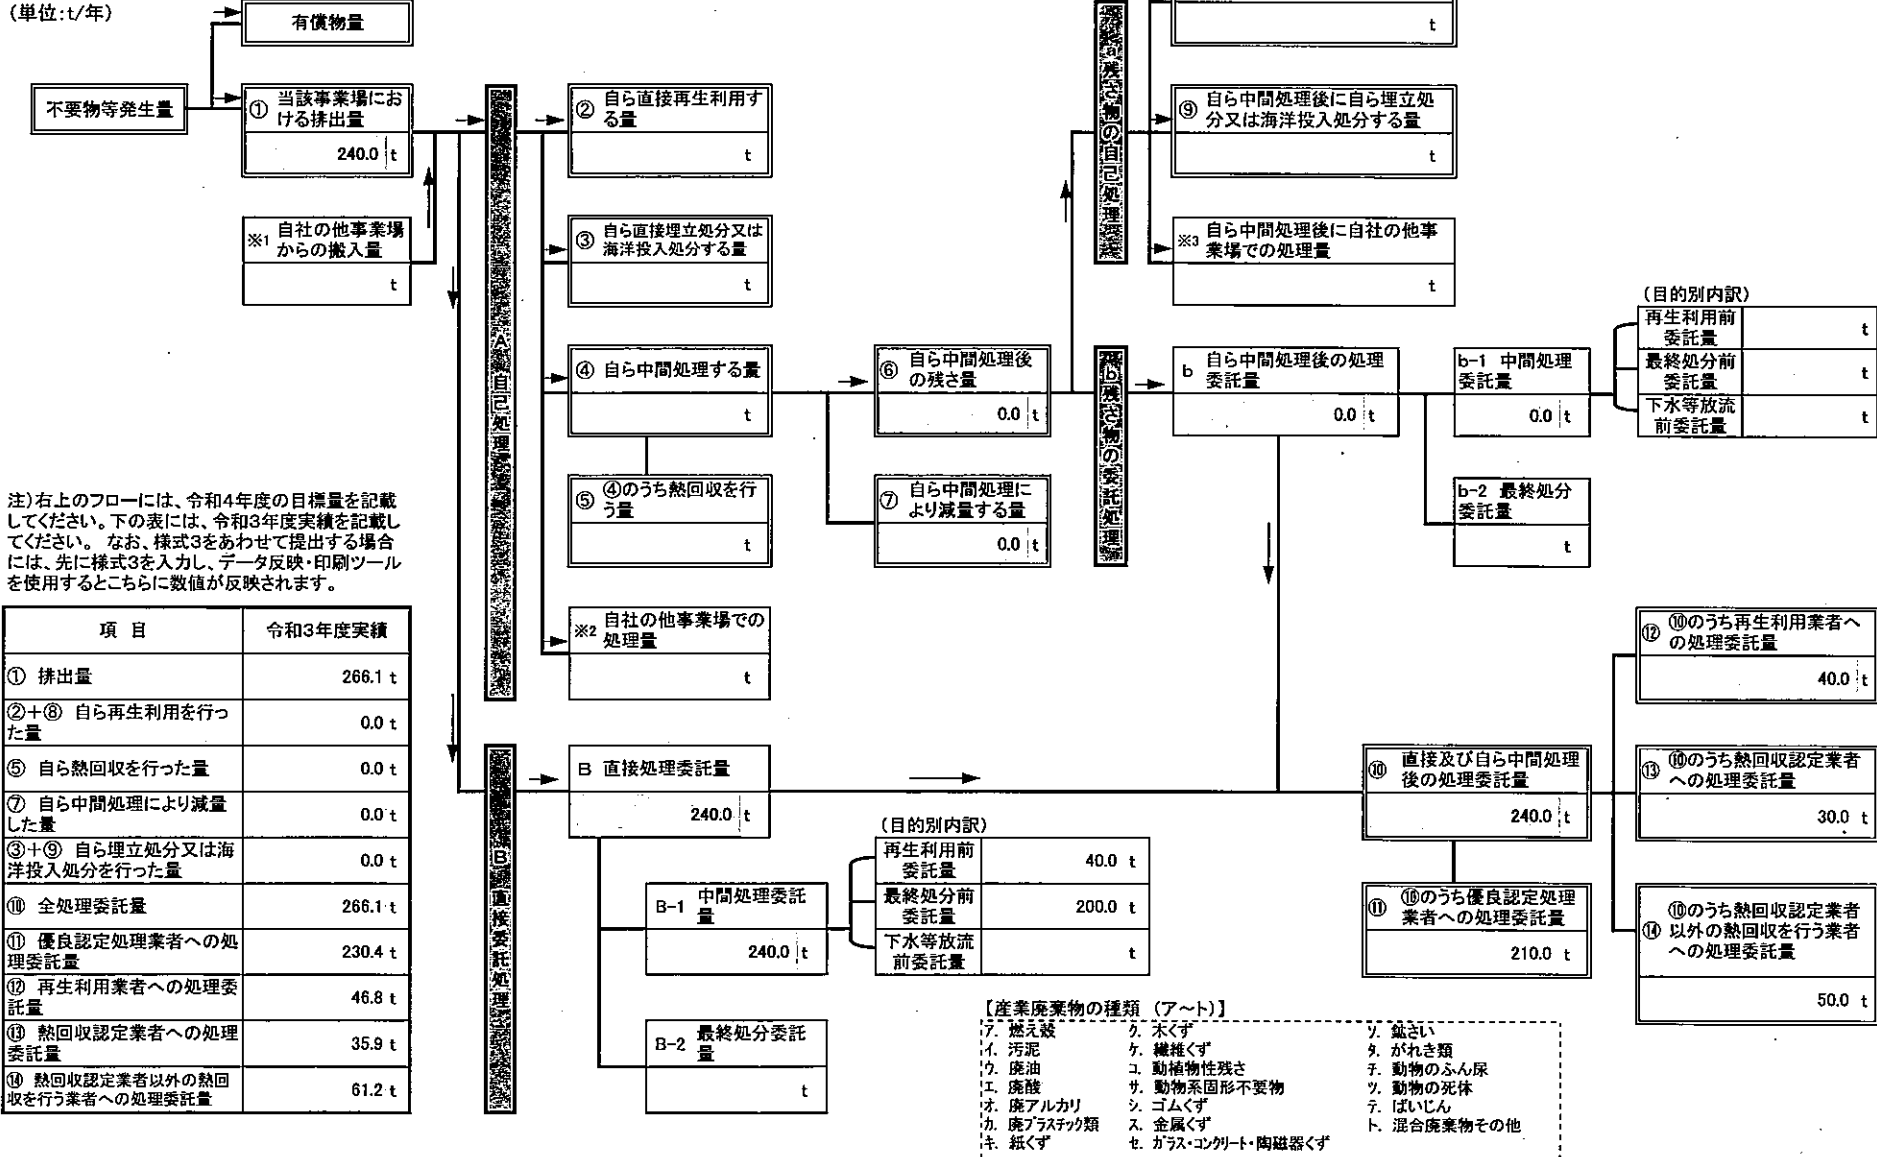 (単位:t/年)
有償物量
不要物等発生量
① 当該事業場にお
ける排出量
240.0 t
※1 自社の他事業場
からの搬入量
t
A 自己処理
② 自ら直接再生利用す
る量
t
③ 自ら直接埋立処分又は
海洋投入処分する量
t
④ 自ら中間処理する量
t
⑤ ④のうち熱回収を行
う量
t
※2 自社の他事業場での
処理量
t
⑥ 自ら中間処理後
の残さ量
0.0 t
⑦ 自ら中間処理に
より減量する量
0.0 t
a 残さ物の自己処理
t
⑨ 自ら中間処理後に自ら埋立処
分又は海洋投入処分する量
t
※3 自ら中間処理後に自社の他事
業場での処理量
t
b 残さ物の委託処理
b 自ら中間処理後の処理
委託量
0.0 t
b-1 中間処理
委託量
0.0 t
b-2 最終処分
委託量
t
(目的別内訳)
再生利用前
委託量
t
最終処分前
委託量
t
下水等放流
前委託量
t
注)右上のフローには、令和4年度の目標量を記載
してください。下の表には、令和3年度実績を記載し
てください。 なお、様式3をあわせて提出する場合
には、先に様式3を入力し、データ反映・印刷ツール
を使用するとこちらに数値が反映されます。
項 目 令和3年度実績
① 排出量 266.1 t
②+⑧ 自ら再生利用を行っ
た量 0.0 t
⑤ 自ら熱回収を行った量 0.0 t
⑦ 自ら中間処理により減量
した量 0.0 t
③+⑨ 自ら埋立処分又は海
洋投入処分を行った量 0.0 t
⑩ 全処理委託量 266.1 t
⑪ 優良認定処理業者への処
理委託量 230.4 t
⑫ 再生利用業者への処理委
託量 46.8 t
⑬ 熱回収認定業者への処理
委託量 35.9 t
⑭ 熱回収認定業者以外の熱回
収を行う業者への処理委託量 61.2 t
B 直接委託処理
B 直接処理委託量
240.0 t
B-1 中間処理委託
量
240.0 t
B-2 最終処分委託
量
t
(目的別内訳)
再生利用前
委託量
40.0 t
最終処分前
委託量
200.0 t
下水等放流
前委託量
t
⑩ 直接及び自ら中間処理
後の処理委託量
240.0 t
⑪ ⑩のうち優良認定処理
業者への処理委託量
210.0 t
⑫ ⑩のうち再生利用業者へ
の処理委託量
40.0 t
⑬ ⑩のうち熱回収認定業者
への処理委託量
30.0 t
⑭ ⑩のうち熱回収認定業者
以外の熱回収を行う業者
への処理委託量
50.0 t
【産業廃棄物の種類 (ア~ト)】
ア. 燃え殻 ク. 木くず ソ. 鉱さい
イ. 汚泥 ケ. 繊維くず タ. がれき類
ウ. 廃油 コ. 動植物性残さ チ. 動物のふん尿
エ. 廃酸 サ. 動物系固形不要物 ツ. 動物の死体
オ. 廃アルカリ シ. ゴムくず テ. ばいじん
カ. 廃プラスチック類 ス. 金属くず ト. 混合廃棄物その他
キ. 紙くず セ. ガラス・コンクリート・陶磁器くず